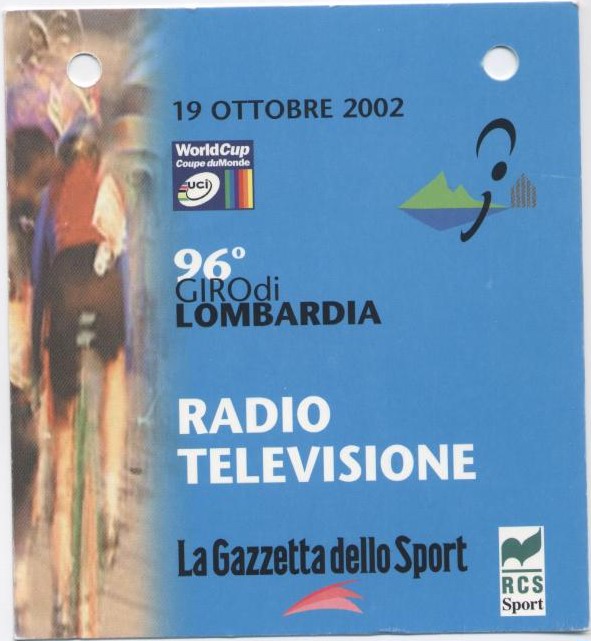 19 OTTOBRE 2002
WorldCup
Coupe duMonde
UCI
96°
GIROdi
LOMBARDIA
RADIO
TELEVISIONE
La Gazzetta dello Sport
RCS
Sport